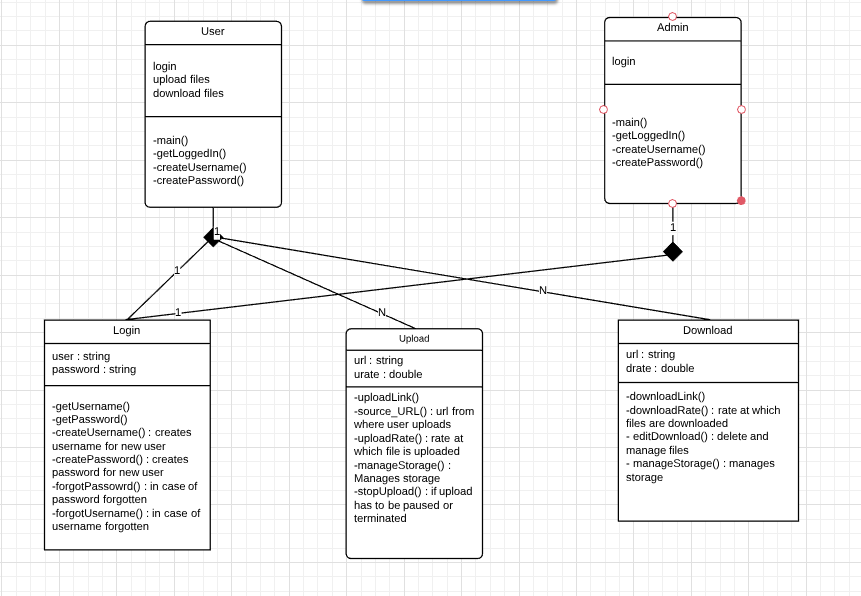 User
login
upload files
download files
-main()
-getLoggedIn()
-createUsername()
-createPassword()
Admin
login
-main()
-getLoggedIn()
-createUsername()
-createPassword()
1
1
1
N
N
1
Login
user : string
password : string
-getUsername()
-getPassword()
-createUsername() : creates
username for new user
-createPassword() : creates
password for new user
-forgotPassowrd() : in case of
password forgotten
-forgotUsername() : in case of
username forgotten
Upload
url : string
urate : double
-uploadLink()
-source_URL() : url from
where user uploads
-uploadRate() : rate at
which file is uploaded
-manageStorage() :
Manages storage
-stopUpload() : if upload
has to be paused or
terminated
Download
url : string
drate : double
-downloadLink()
-downloadRate() : rate at which
files are downloaded
- editDownload() : delete and
manage files
- manageStorage() : manages
storage